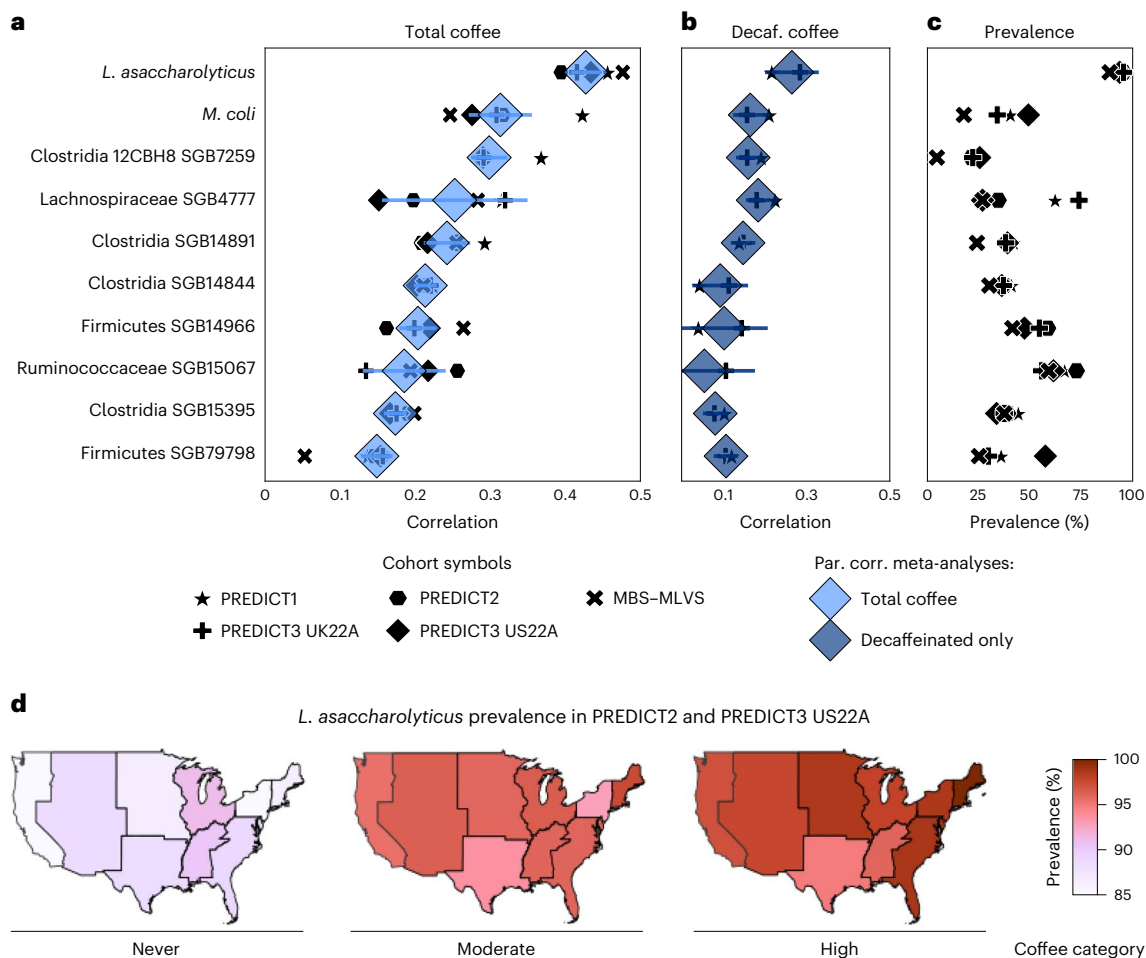 a
Total coffee
b
Decaf. coffee
c
Prevalence
L. asaccharolyticus
M. coli
Clostridia 12CBH8 SGB7259
Lachnospiraceae SGB4777
Clostridia SGB14891
Clostridia SGB14844
Firmicutes SGB14966
Ruminococcaceae SGB15067
Clostridia SGB15395
Firmicutes SGB79798
0 0.1 0.2 0.3 0.4 0.5
Correlation
0.1 0.5
Correlation
0 25 50 75 100
Prevalence (%)
Cohort symbols
PREDICT1 PREDICT2 MBS–MLVS
PREDICT3 UK22A PREDICT3 US22A
Par. corr. meta-analyses:
Total coffee
Decaffeinated only
d
L. asaccharolyticus prevalence in PREDICT2 and PREDICT3 US22A
Prevalence (%)
100
95
90
85
Never Moderate High Coffee category